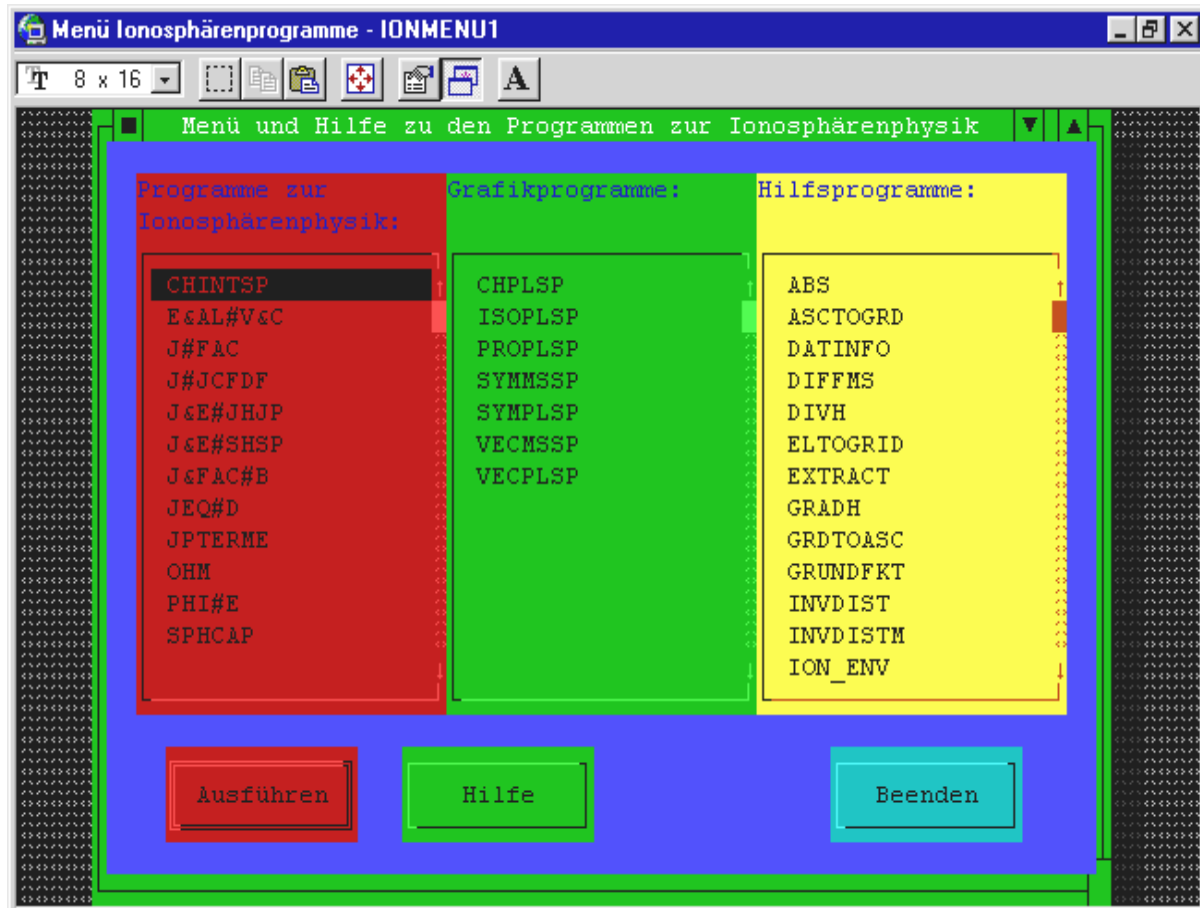 Menü Ionosphärenprogramme - IONMENU1
8 x 16
A
Menü und Hilfe zu den Programmen zur Ionosphärenphysik
Programme zur
Ionosphärenphysik:
CHINTSP
E&AL#V&C
J#FAC
J#JCFDF
J&E#JHJP
J&E#SHSP
J&FAC#B
JEQ#D
JPTERME
OHM
PHI#E
SPHCAP
Grafikprogramme:
CHPLSP
ISOPLSP
PROPLSP
SYMMSSP
SYMPLSP
VECMSSP
VECPLSP
Hilfsprogramme:
ABS
ASCTOGRD
DATINFO
DIFFMS
DIVH
ELTOGRID
EXTRACT
GRADH
GRDTOASC
GRUNDFKT
INVDIST
INVDISTM
ION_ENV
Ausführen
Hilfe
Beenden